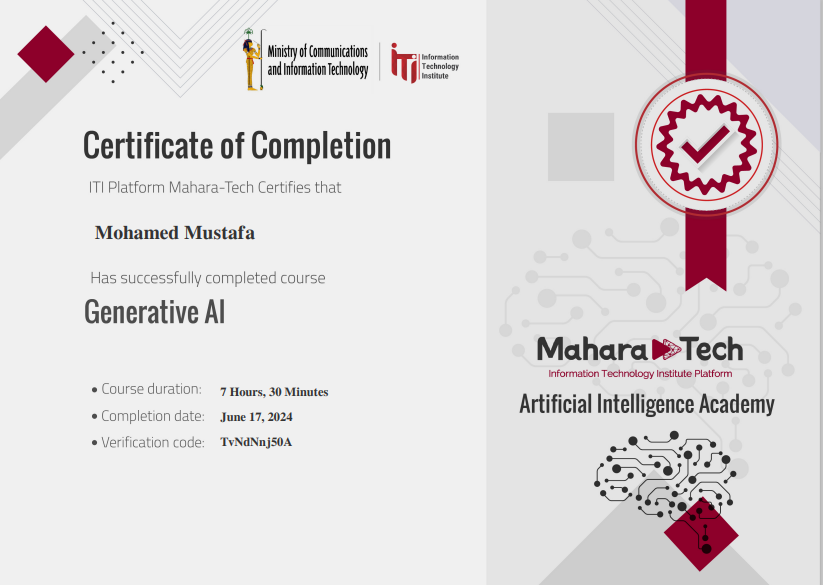 Ministry of Communications
and Information Technology
iTi
Information
Technology
Institute
Certificate of Completion
ITI Platform Mahara-Tech Certifies that
Mohamed Mustafa
Has successfully completed course
Generative AI
• Course duration: 7 Hours, 30 Minutes
• Completion date: June 17, 2024
• Verification code: TvNdNnj50A
Mahara Tech
Information Technology Institute Platform
Artificial Intelligence Academy